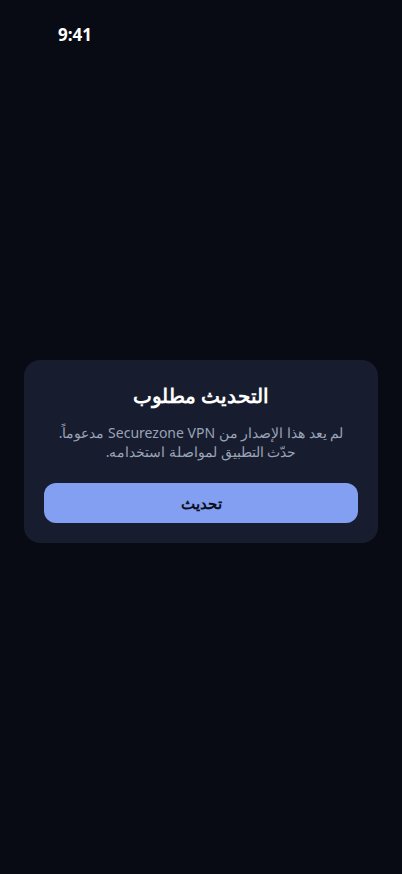 9:41
التحديث مطلوب
لم يعد هذا الإصدار من Securezone VPN مدعوماً.
حدّث التطبيق لمواصلة استخدامه.
تحديث